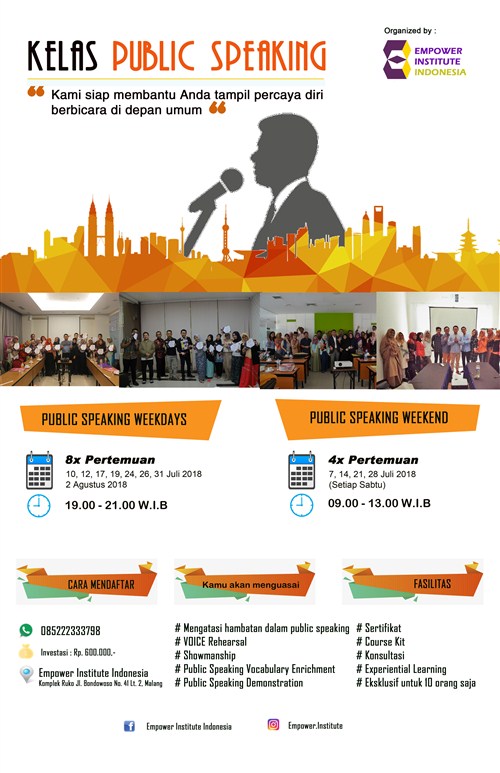 Organized by :
EMPOWER
INSTITUTE
INDONESIA
KELAS PUBLIC SPEAKING
“ Kami siap membantu Anda tampil percaya diri
berbicara di depan umum “
PUBLIC SPEAKING WEEKDAYS
8x Pertemuan
10, 12, 17, 19, 24, 26, 31 Juli 2018
2 Agustus 2018
19.00 - 21.00 W.I.B
PUBLIC SPEAKING WEEKEND
4x Pertemuan
7, 14, 21, 28 Juli 2018
(Setiap Sabtu)
09.00 - 13.00 W.I.B
CARA MENDAFTAR
085222333798
Investasi : Rp. 600.000,-
Empower Institute Indonesia
Komplek Ruko Jl. Bondowoso No. 41 Lt. 2, Malang
Kamu akan menguasai
# Mengatasi hambatan dalam public speaking
# VOICE Rehearsal
# Showmanship
# Public Speaking Vocabulary Enrichment
# Public Speaking Demonstration
FASILITAS
# Sertifikat
# Course Kit
# Konsultasi
# Experiential Learning
# Eksklusif untuk 10 orang saja
Empower Institute Indonesia
Empower.Institute